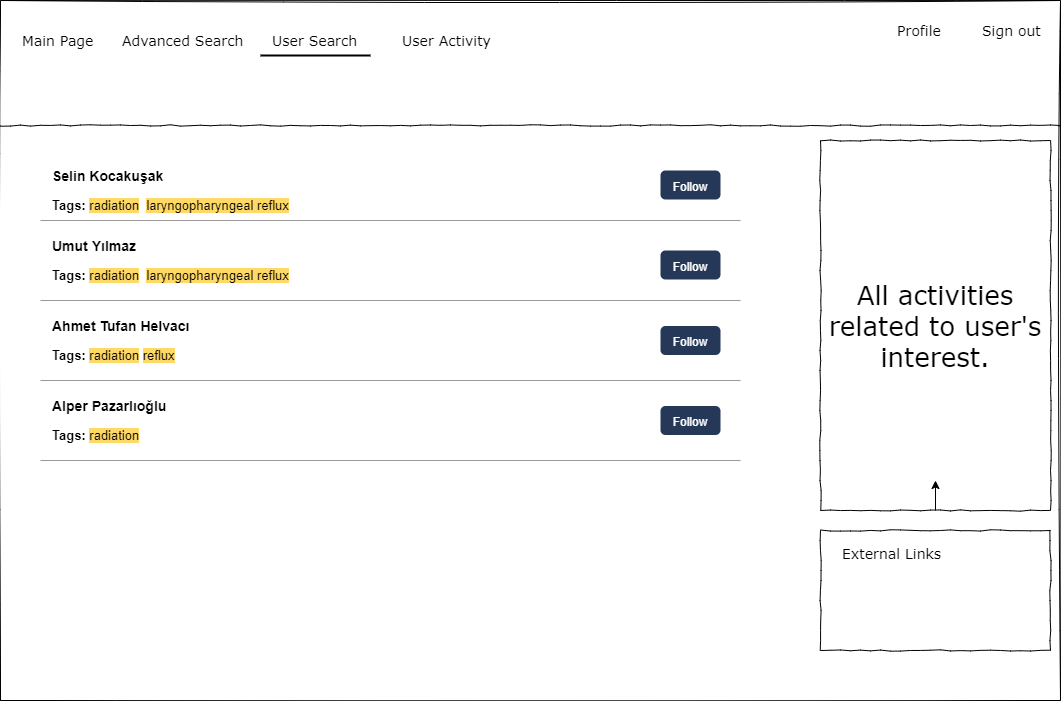 Main Page Advanced Search User Search User Activity Profile Sign out
Selin Kocakuşak
Follow
Tags: radiation laryngopharyngeal reflux
Umut Yılmaz
Follow
Tags: radiation laryngopharyngeal reflux
Ahmet Tufan Helvacı
Follow
Tags: radiation reflux
Alper Pazarlıoğlu
Follow
Tags: radiation
All activities
related to user's
interest.
External Links